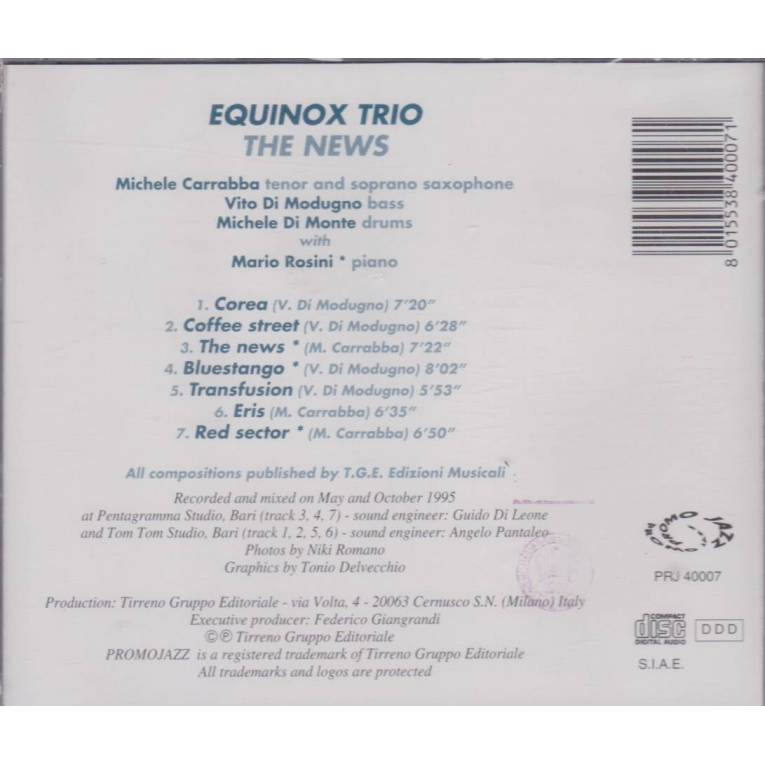 EQUINOX TRIO
THE NEWS
Michele Carrabba tenor and soprano saxophone
Vito Di Modugno bass
Michele Di Monte drums
with
Mario Rosini * piano
1. Corea (V. Di Modugno) 7'20"
2. Coffee street (V. Di Modugno) 6'28"
3. The news * (M. Carrabba) 7'22"
4. Bluestango * (V. Di Modugno) 8'02"
5. Transfusion (V. Di Modugno) 5'53"
6. Eris (M. Carrabba) 6'35"
7. Red sector * (M. Carrabba) 6'50"
All compositions published by T.G.E. Edizioni Musicali
Recorded and mixed on May and October 1995
at Pentagramma Studio, Bari (track 3, 4, 7) - sound engineer: Guido Di Leone
and Tom Tom Studio, Bari (track 1, 2, 5, 6) - sound engineer: Angelo Pantaleo
Photos by Niki Romano
Graphics by Tonio Delvecchio
Production: Tirreno Gruppo Editoriale - via Volta, 4 - 20063 Cernusco S.N. (Milano) Italy
Executive producer: Federico Giangrandi
©℗ Tirreno Gruppo Editoriale
PROMOJAZZ is a registered trademark of Tirreno Gruppo Editoriale
All trademarks and logos are protected
8 015538 400071
PRJ 40007
COMPACT
disc
DIGITAL AUDIO
DDD
S.I.A.E.